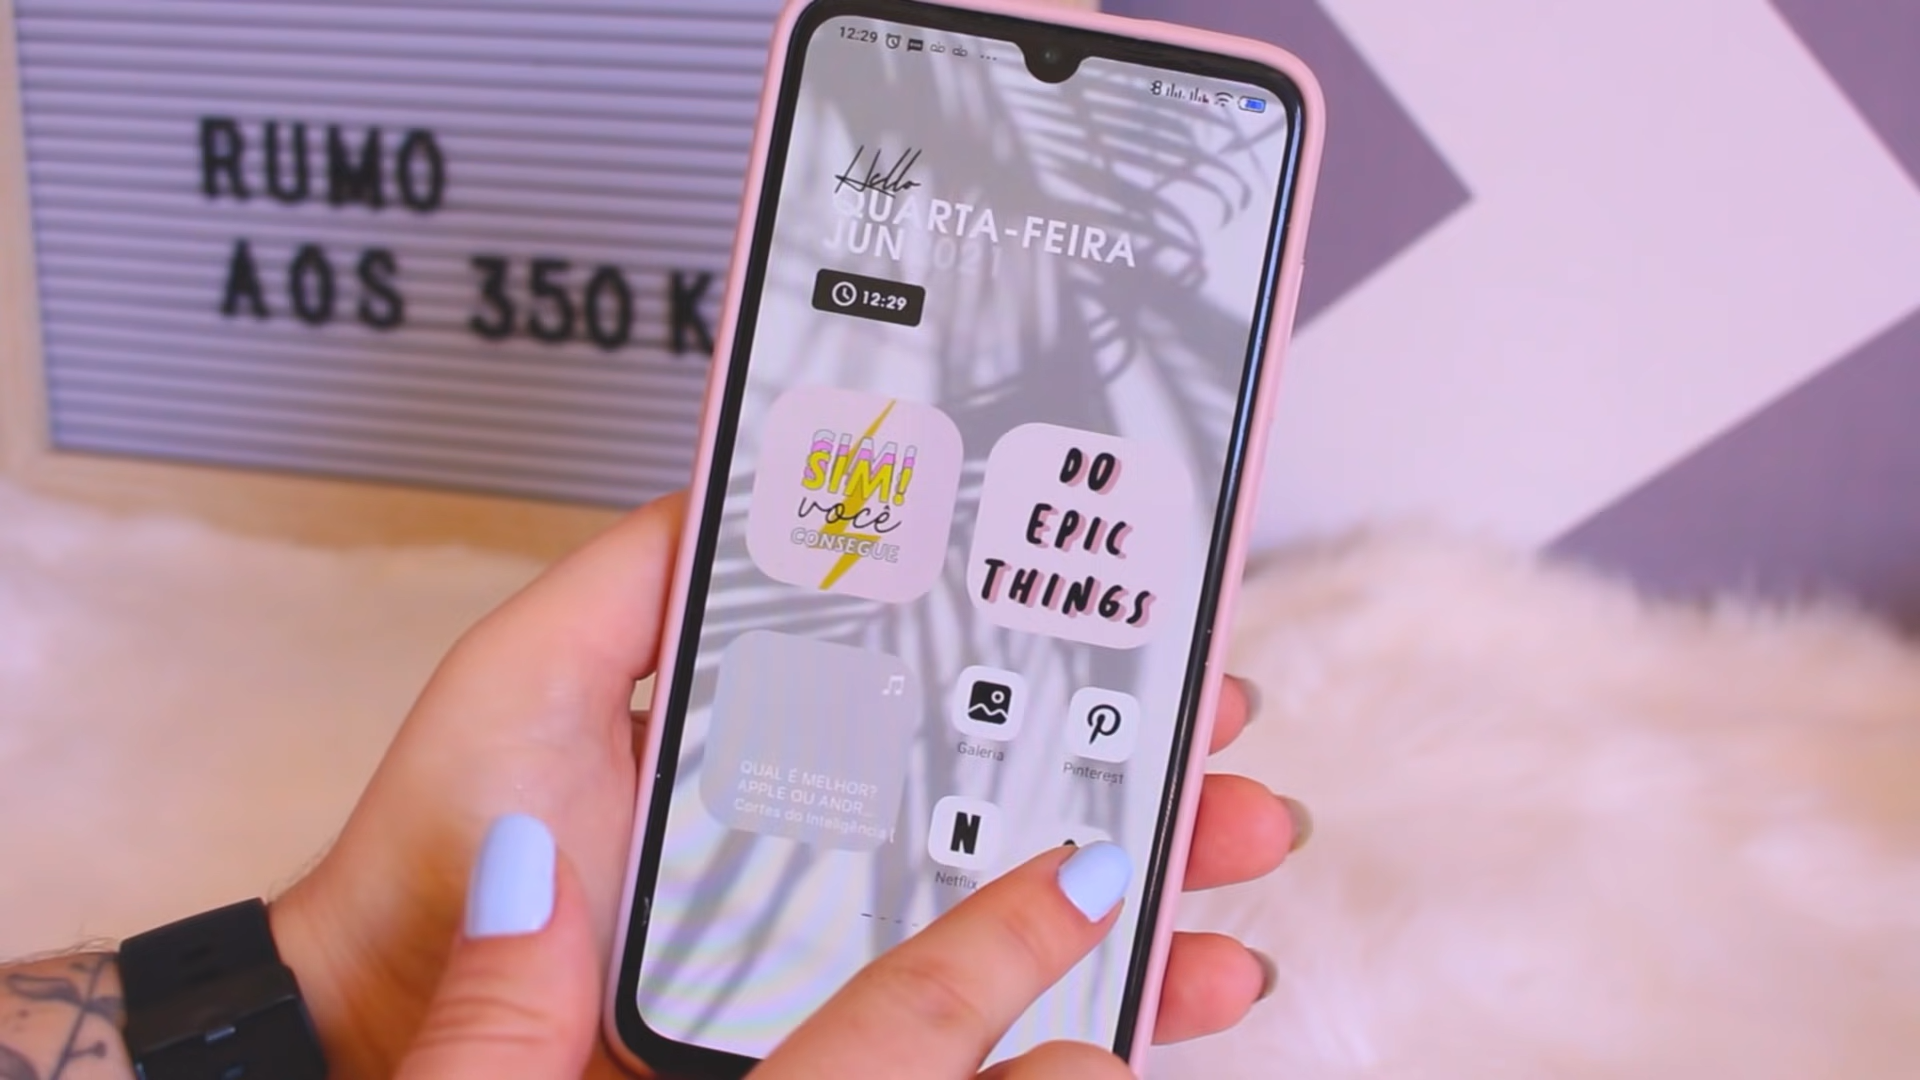 RUMO
AOS 350K
12:29
Hello
QUARTA-FEIRA
JUN 2021
12:29
SIM!
SIM!
você
CONSEGUE
DO
EPIC
THINGS
QUAL É MELHOR?
APPLE OU ANDR...
Cortes do Inteligência
Galeria
Pinterest
N
Netflix